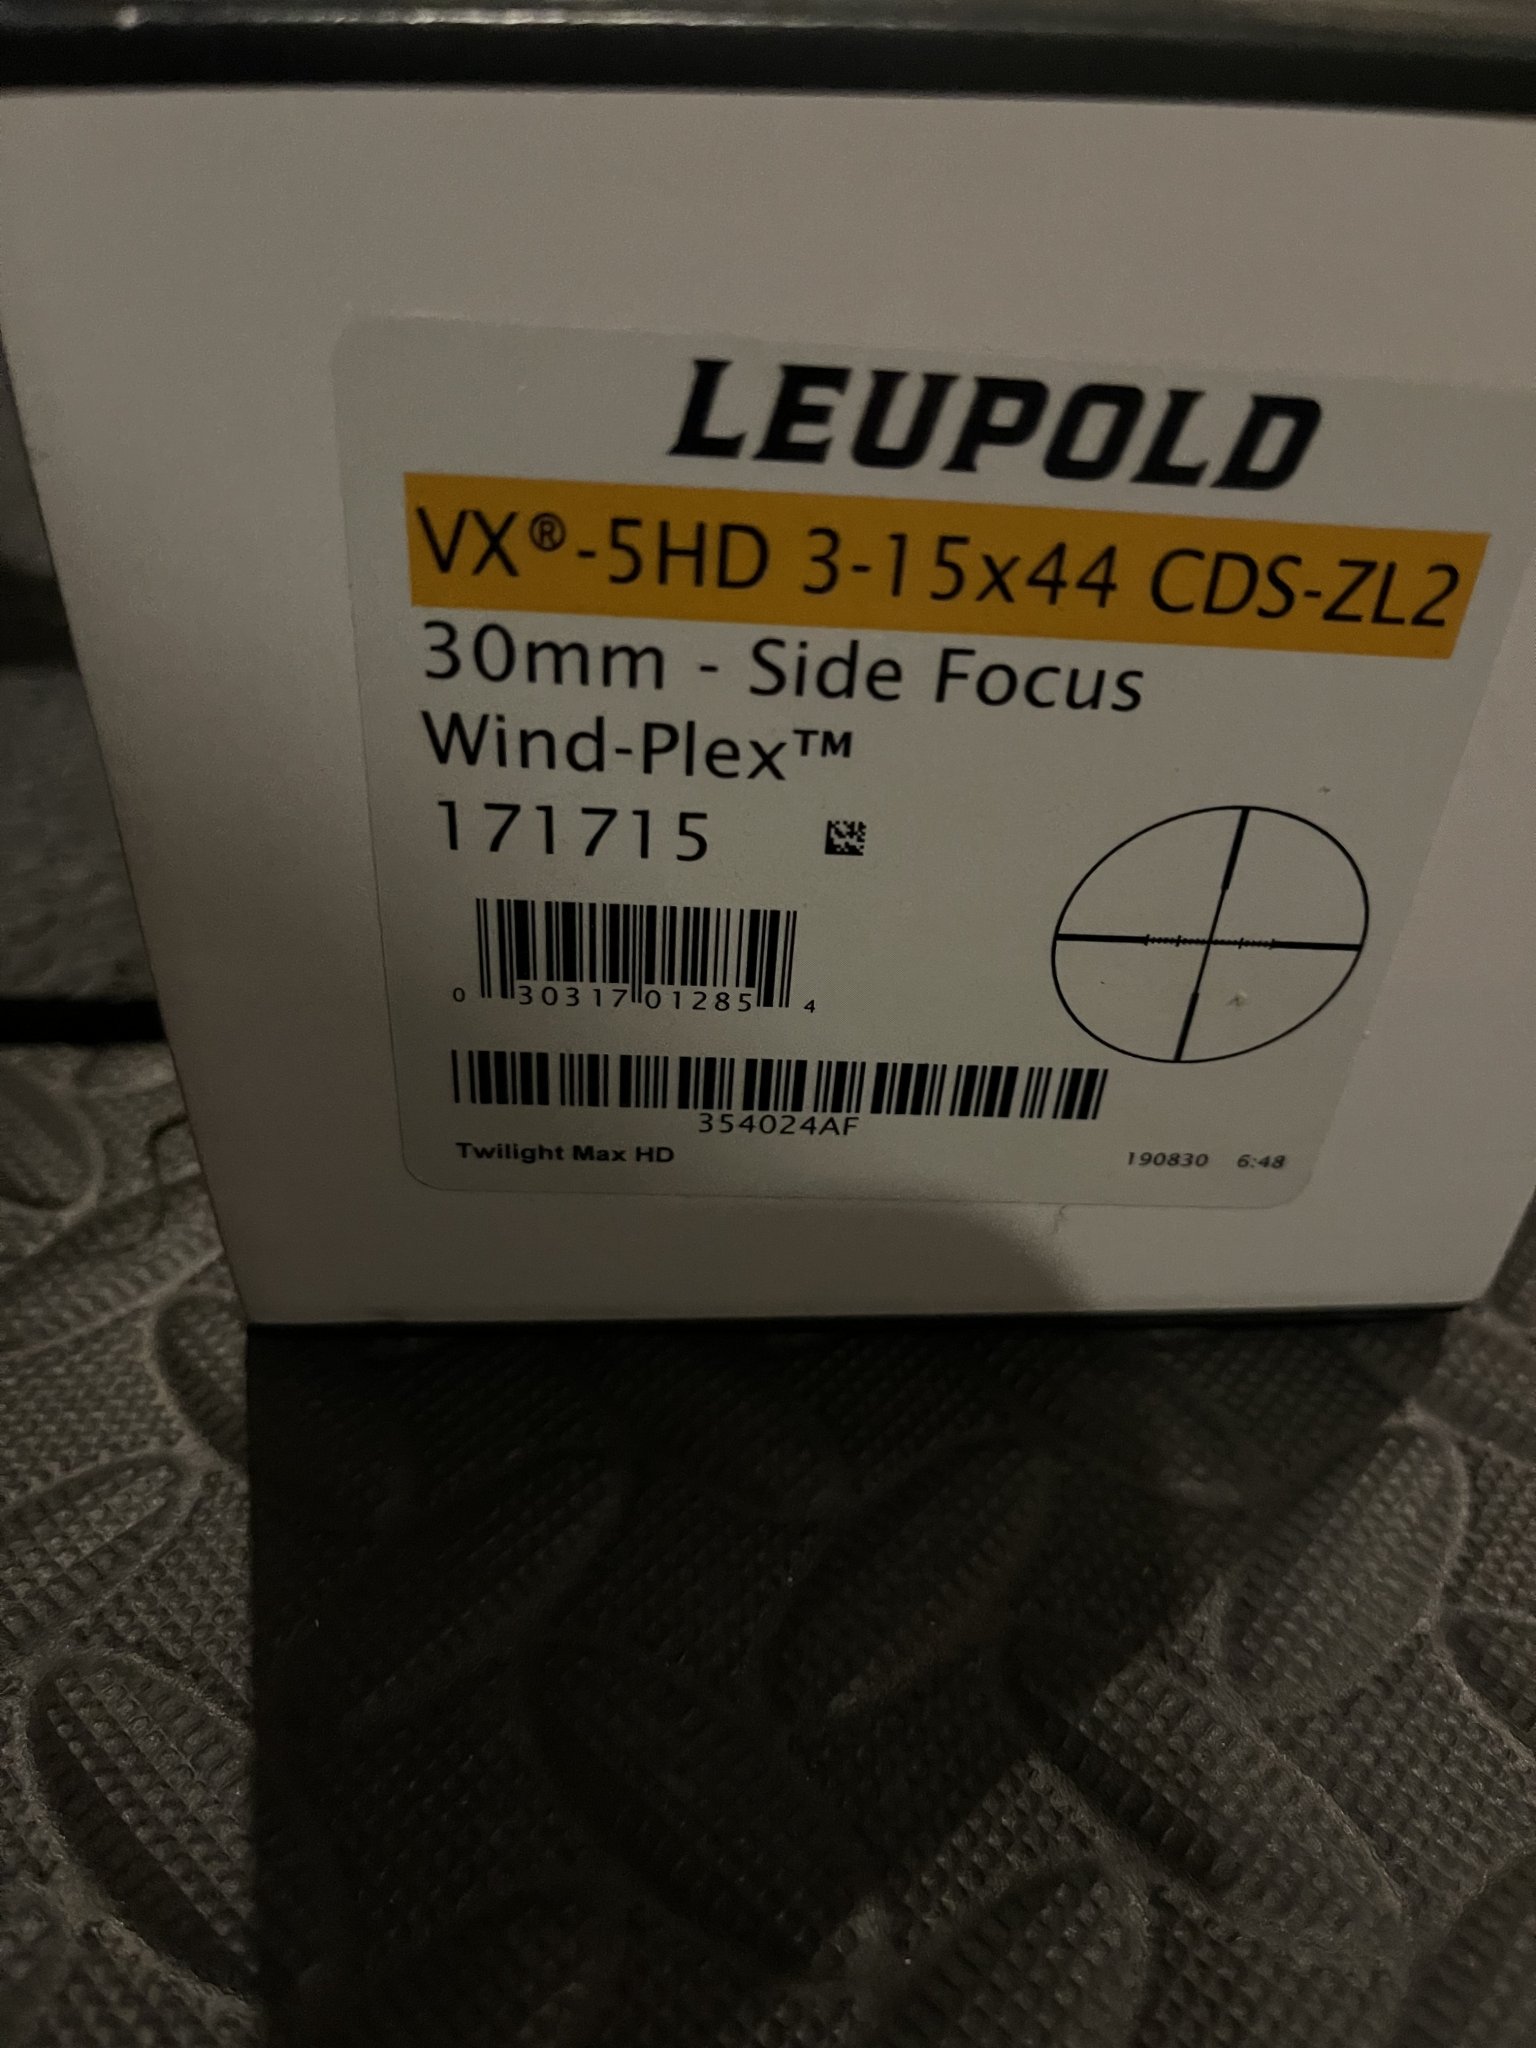 LEUPOLD
VX®-5HD 3-15x44 CDS-ZL2
30mm - Side Focus
Wind-Plex™
171715
0 30317 01285 4
354024AF
Twilight Max HD
190830 6:48